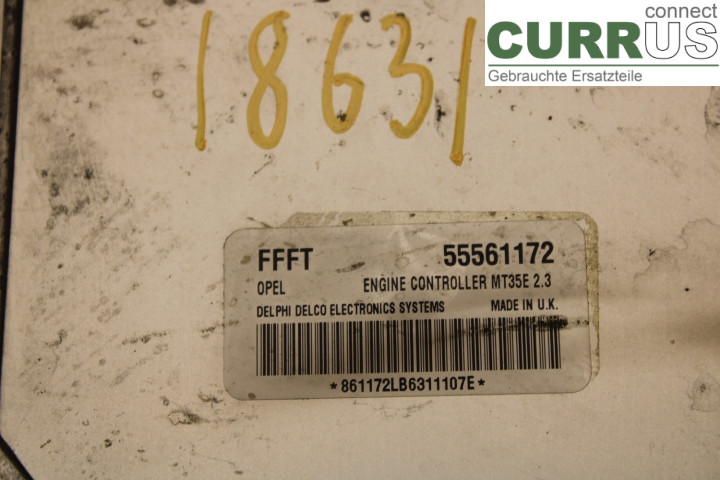 18631
connect
CURRUS
Gebrauchte Ersatzteile
FFFT 55561172
OPEL ENGINE CONTROLLER MT35E 2.3
DELPHI DELCO ELECTRONICS SYSTEMS MADE IN U.K.
*861172LB6311107E*